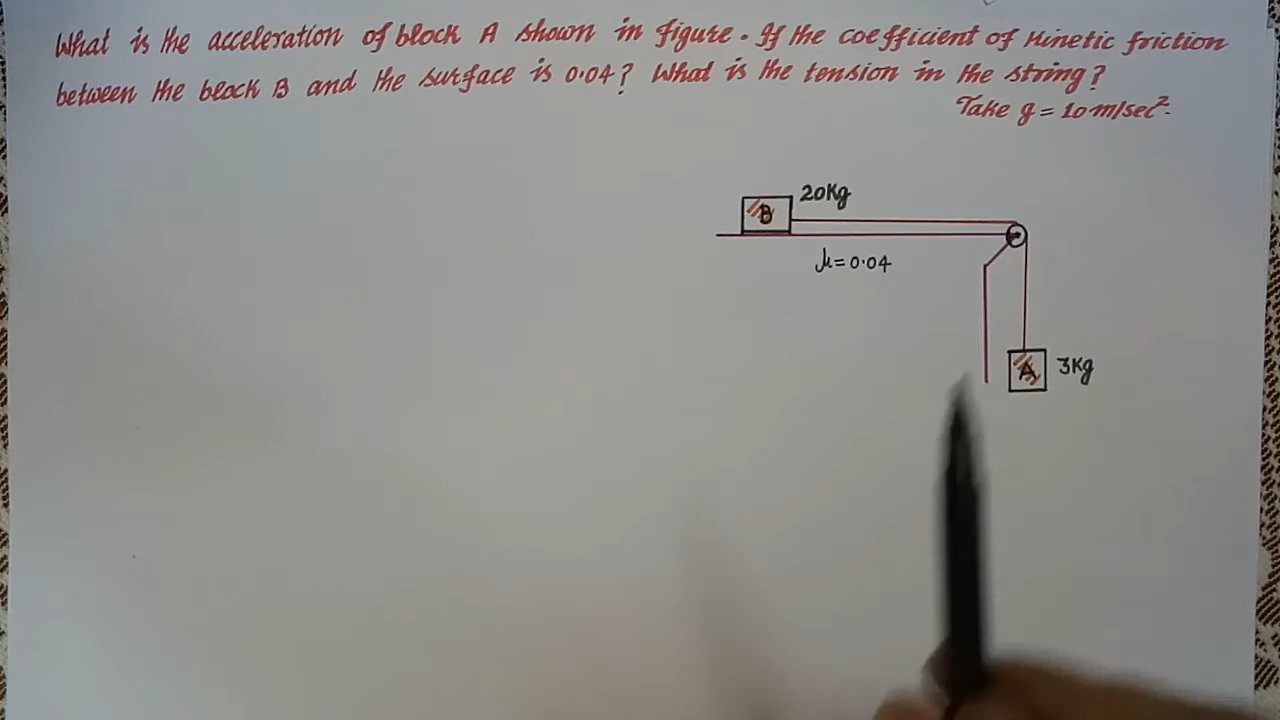 What is the acceleration of block A shown in figure. If the coefficient of Kinetic friction
between the block B and the surface is 0.04? What is the tension in the string?
Take g = 10 m/sec².
20Kg
B
μ=0.04
A
3Kg